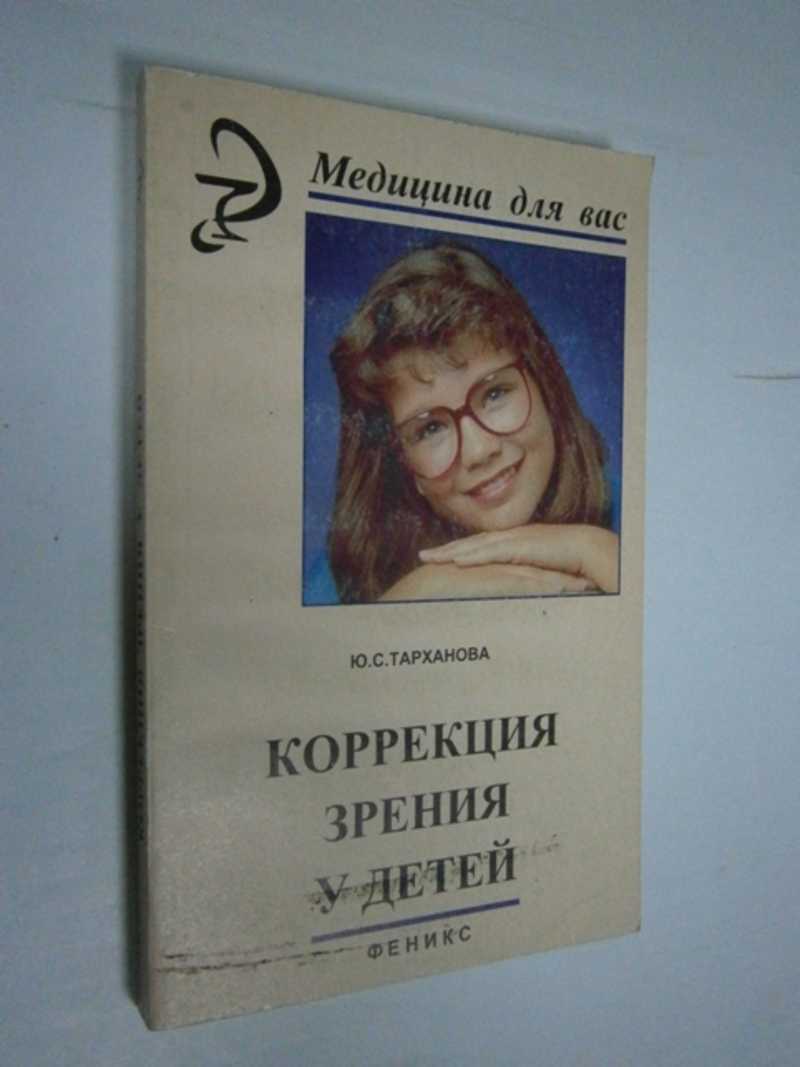 Медицина для вас
Ю.С.ТАРХАНОВА
КОРРЕКЦИЯ
ЗРЕНИЯ
У ДЕТЕЙ
ФЕНИКС